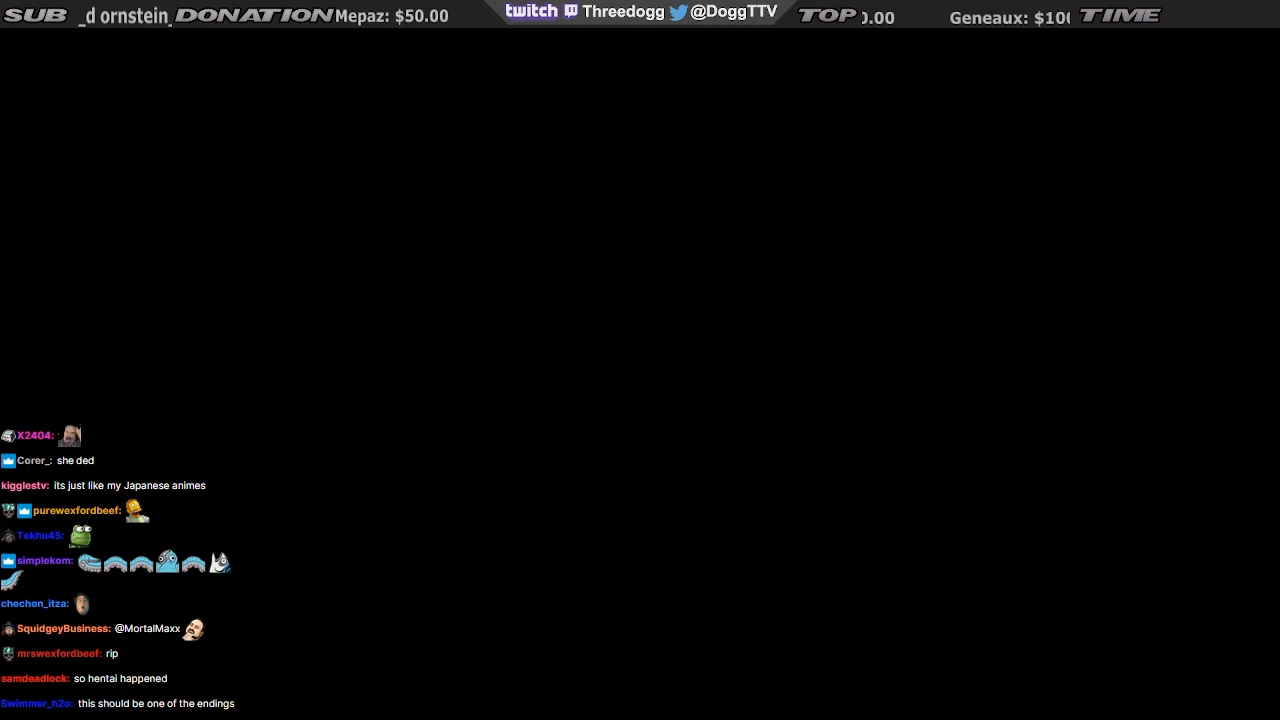 SUB _d ornstein_ DONATION Mepaz: $50.00 twitch Threedogg @DoggTTV TOP 0.00 Geneaux: $100 TIME
X2404:
Corer_: she ded
kigglestv: its just like my Japanese animes
purewexfordbeef:
Tekhu45:
simplekom:
chechen_itza:
SquidgeyBusiness: @MortalMaxx
mrswexfordbeef: rip
samdeadlock: so hentai happened
Swimmer_h2o: this should be one of the endings